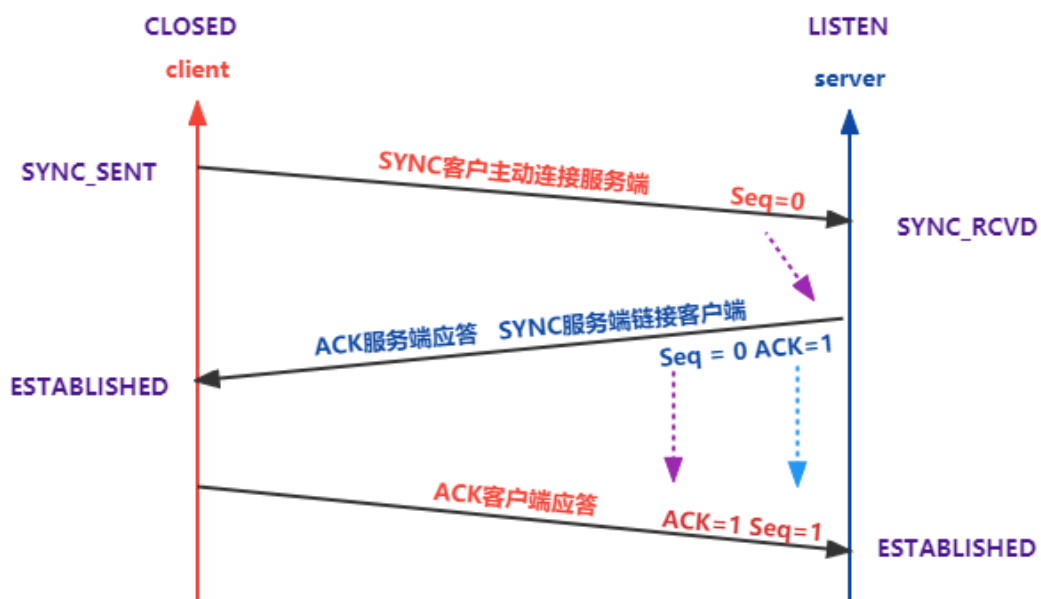 CLOSED
LISTEN
client
server
SYNC_SENT
SYNC客户主动连接服务端
Seq=0
SYNC_RCVD
ACK服务端应答 SYNC服务端链接客户端
Seq = 0 ACK=1
ESTABLISHED
ACK客户端应答
ACK=1 Seq=1
ESTABLISHED